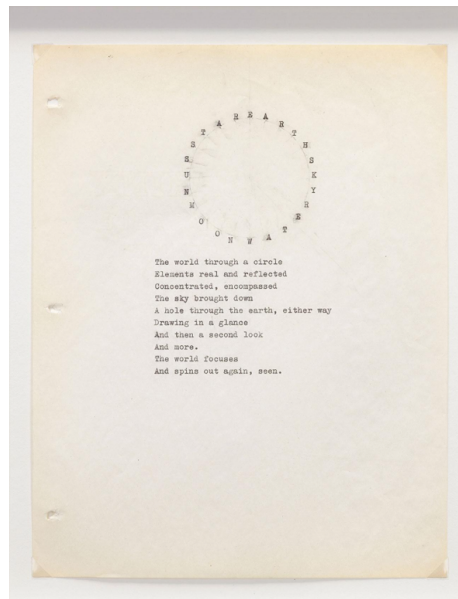 STAREARTHSKYRETAWNOOMNUS
The world through a circle
Elements real and reflected
Concentrated, encompassed
The sky brought down
A hole through the earth, either way
Drawing in a glance
And then a second look
And more.
The world focuses
And spins out again, seen.